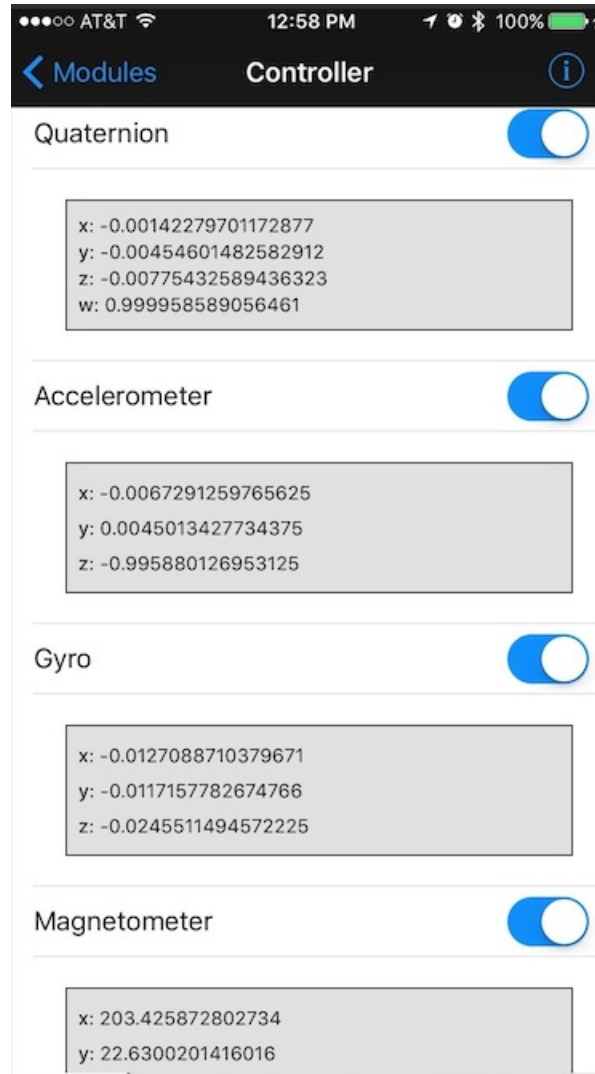 AT&T 12:58 PM 100%
Modules Controller
Quaternion
x: -0.00142279701172877
y: -0.00454601482582912
z: -0.00775432589436323
w: 0.9999589056461
Accelerometer
x: -0.0067291259765625
y: 0.0045013427734375
z: -0.995880126953125
Gyro
x: -0.0127088710379671
y: -0.0117157782674766
z: -0.0245511494572225
Magnetometer
x: 203.425872802734
y: 22.6300201416016